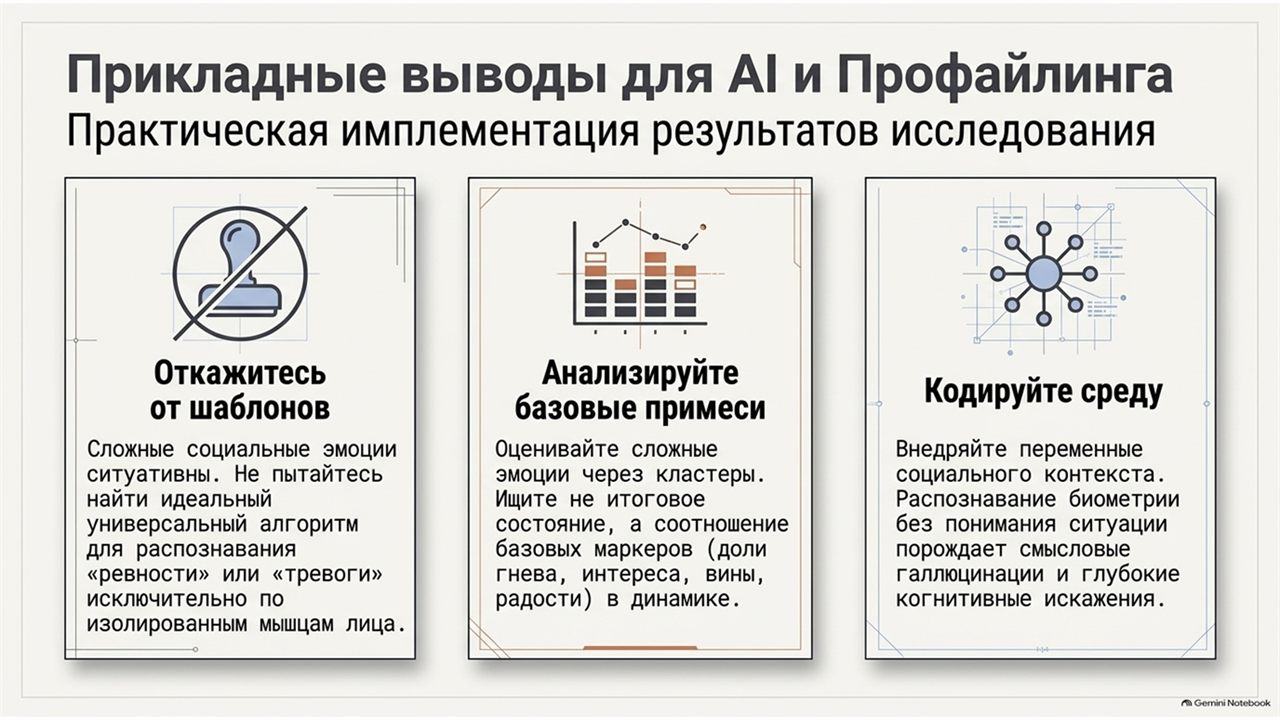 Прикладные выводы для AI и Профайлинга
Практическая имплементация результатов исследования
Откажитесь
от шаблонов
Сложные социальные эмоции
ситуативны. Не пытайтесь
найти идеальный
универсальный алгоритм
для распознавания
«ревности» или «тревоги»
исключительно по
изолированным мышцам лица.
Анализируйте
базовые примеси
Оценивайте сложные
эмоции через кластеры.
Ищите не итоговое
состояние, а соотношение
базовых маркеров (доли
гнева, интереса, вины,
радости) в динамике.
Кодируйте среду
Внедряйте переменные
социального контекста.
Распознавание биометрии
без понимания ситуации
порождает смысловые
галлюцинации и глубокие
когнитивные искажения.
Gemini Notebook